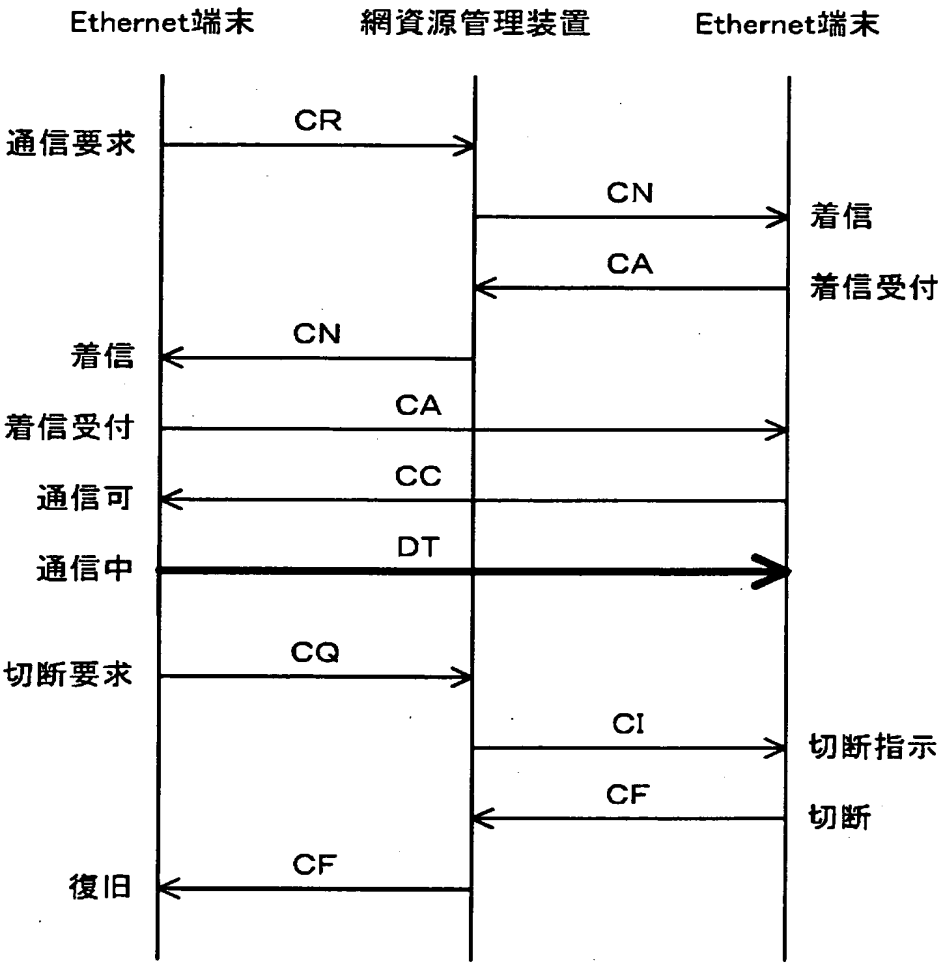 Ethernet端末 網資源管理装置 Ethernet端末
CR
通信要求
CN
着信
CA
着信受付
CN
着信
CA
着信受付
CC
通信可
DT
通信中
CQ
切断要求
CI
切断指示
CF
切断
CF
復旧